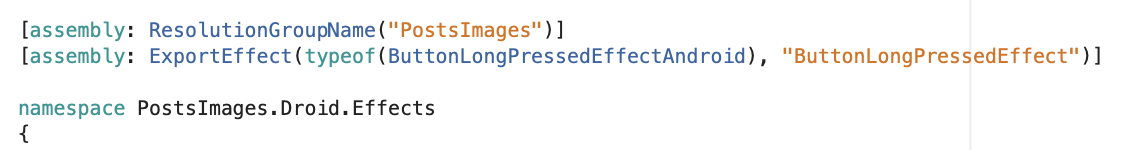 [assembly: ResolutionGroupName("PostsImages")]
[assembly: ExportEffect(typeof(ButtonLongPressedEffectAndroid), "ButtonLongPressedEffect")]
namespace PostsImages.Droid.Effects
{